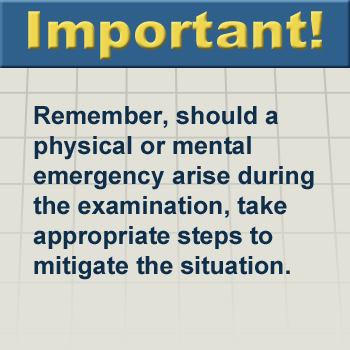 Important!
Remember, should a
physical or mental
emergency arise during
the examination, take
appropriate steps to
mitigate the situation.